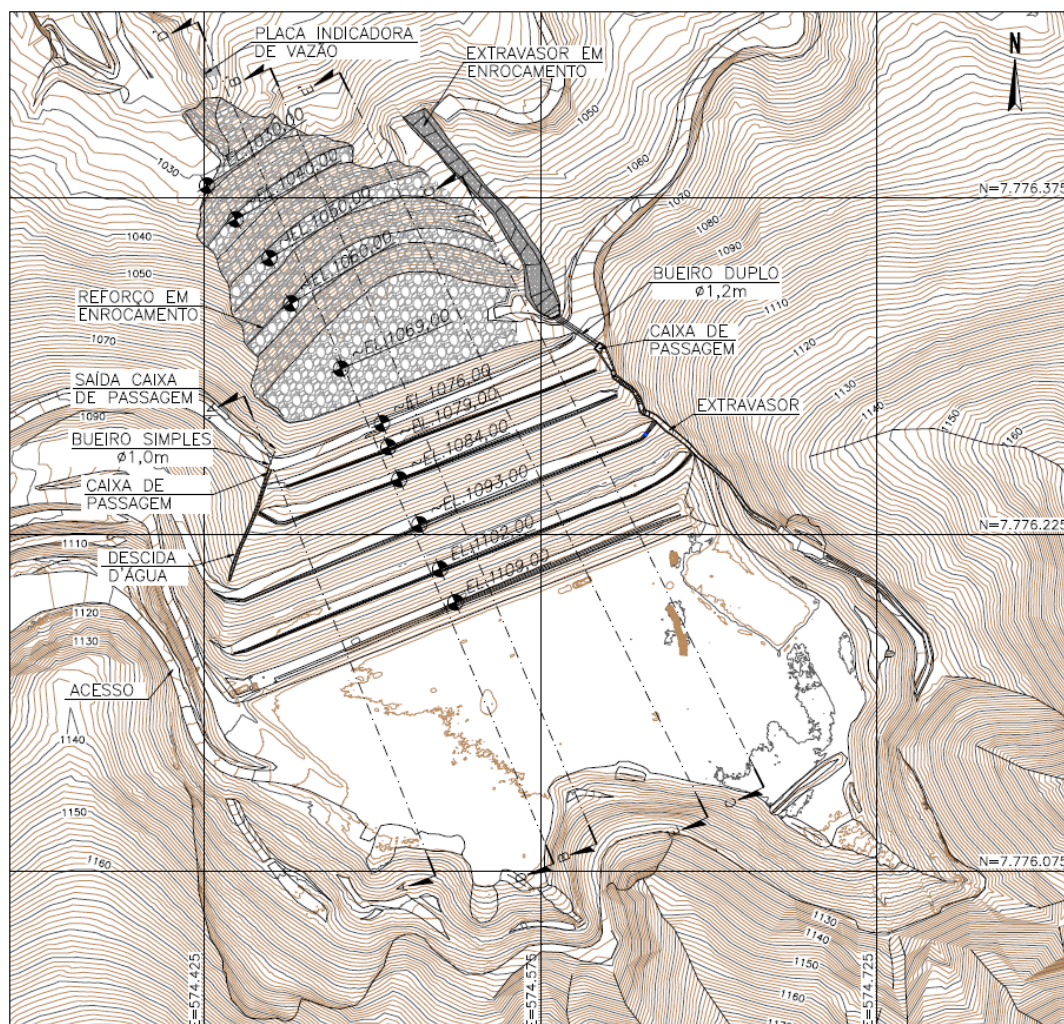 PLACA INDICADORA
DE VAZÃO
EXTRAVASOR EM
ENROCAMENTO
N
1050
1060
1070
1080
1090
1110
1120
1130
1140
1150
1160
1030
1040
1050
1070
1090
1110
1120
1130
1140
1150
1160
N=7.776.375
N=7.776.225
N=7.776.075
~EL.1030,00
~EL.1040,00
~EL.1060,00
~EL.1069,00
~EL.1076,00
~EL.1079,00
~EL.1084,00
~EL.1093,00
EL.1102,00
~EL.1109,00
REFORÇO EM
ENROCAMENTO
SAÍDA CAIXA
DE PASSAGEM
BUEIRO SIMPLES
ø1,0m
CAIXA DE
PASSAGEM
DESCIDA
D'ÁGUA
ACESSO
BUEIRO DUPLO
ø1,2m
CAIXA DE
PASSAGEM
EXTRAVASOR
A
B
C
1130
1140
1150
1160
E=574.425
E=574.575
E=574.725